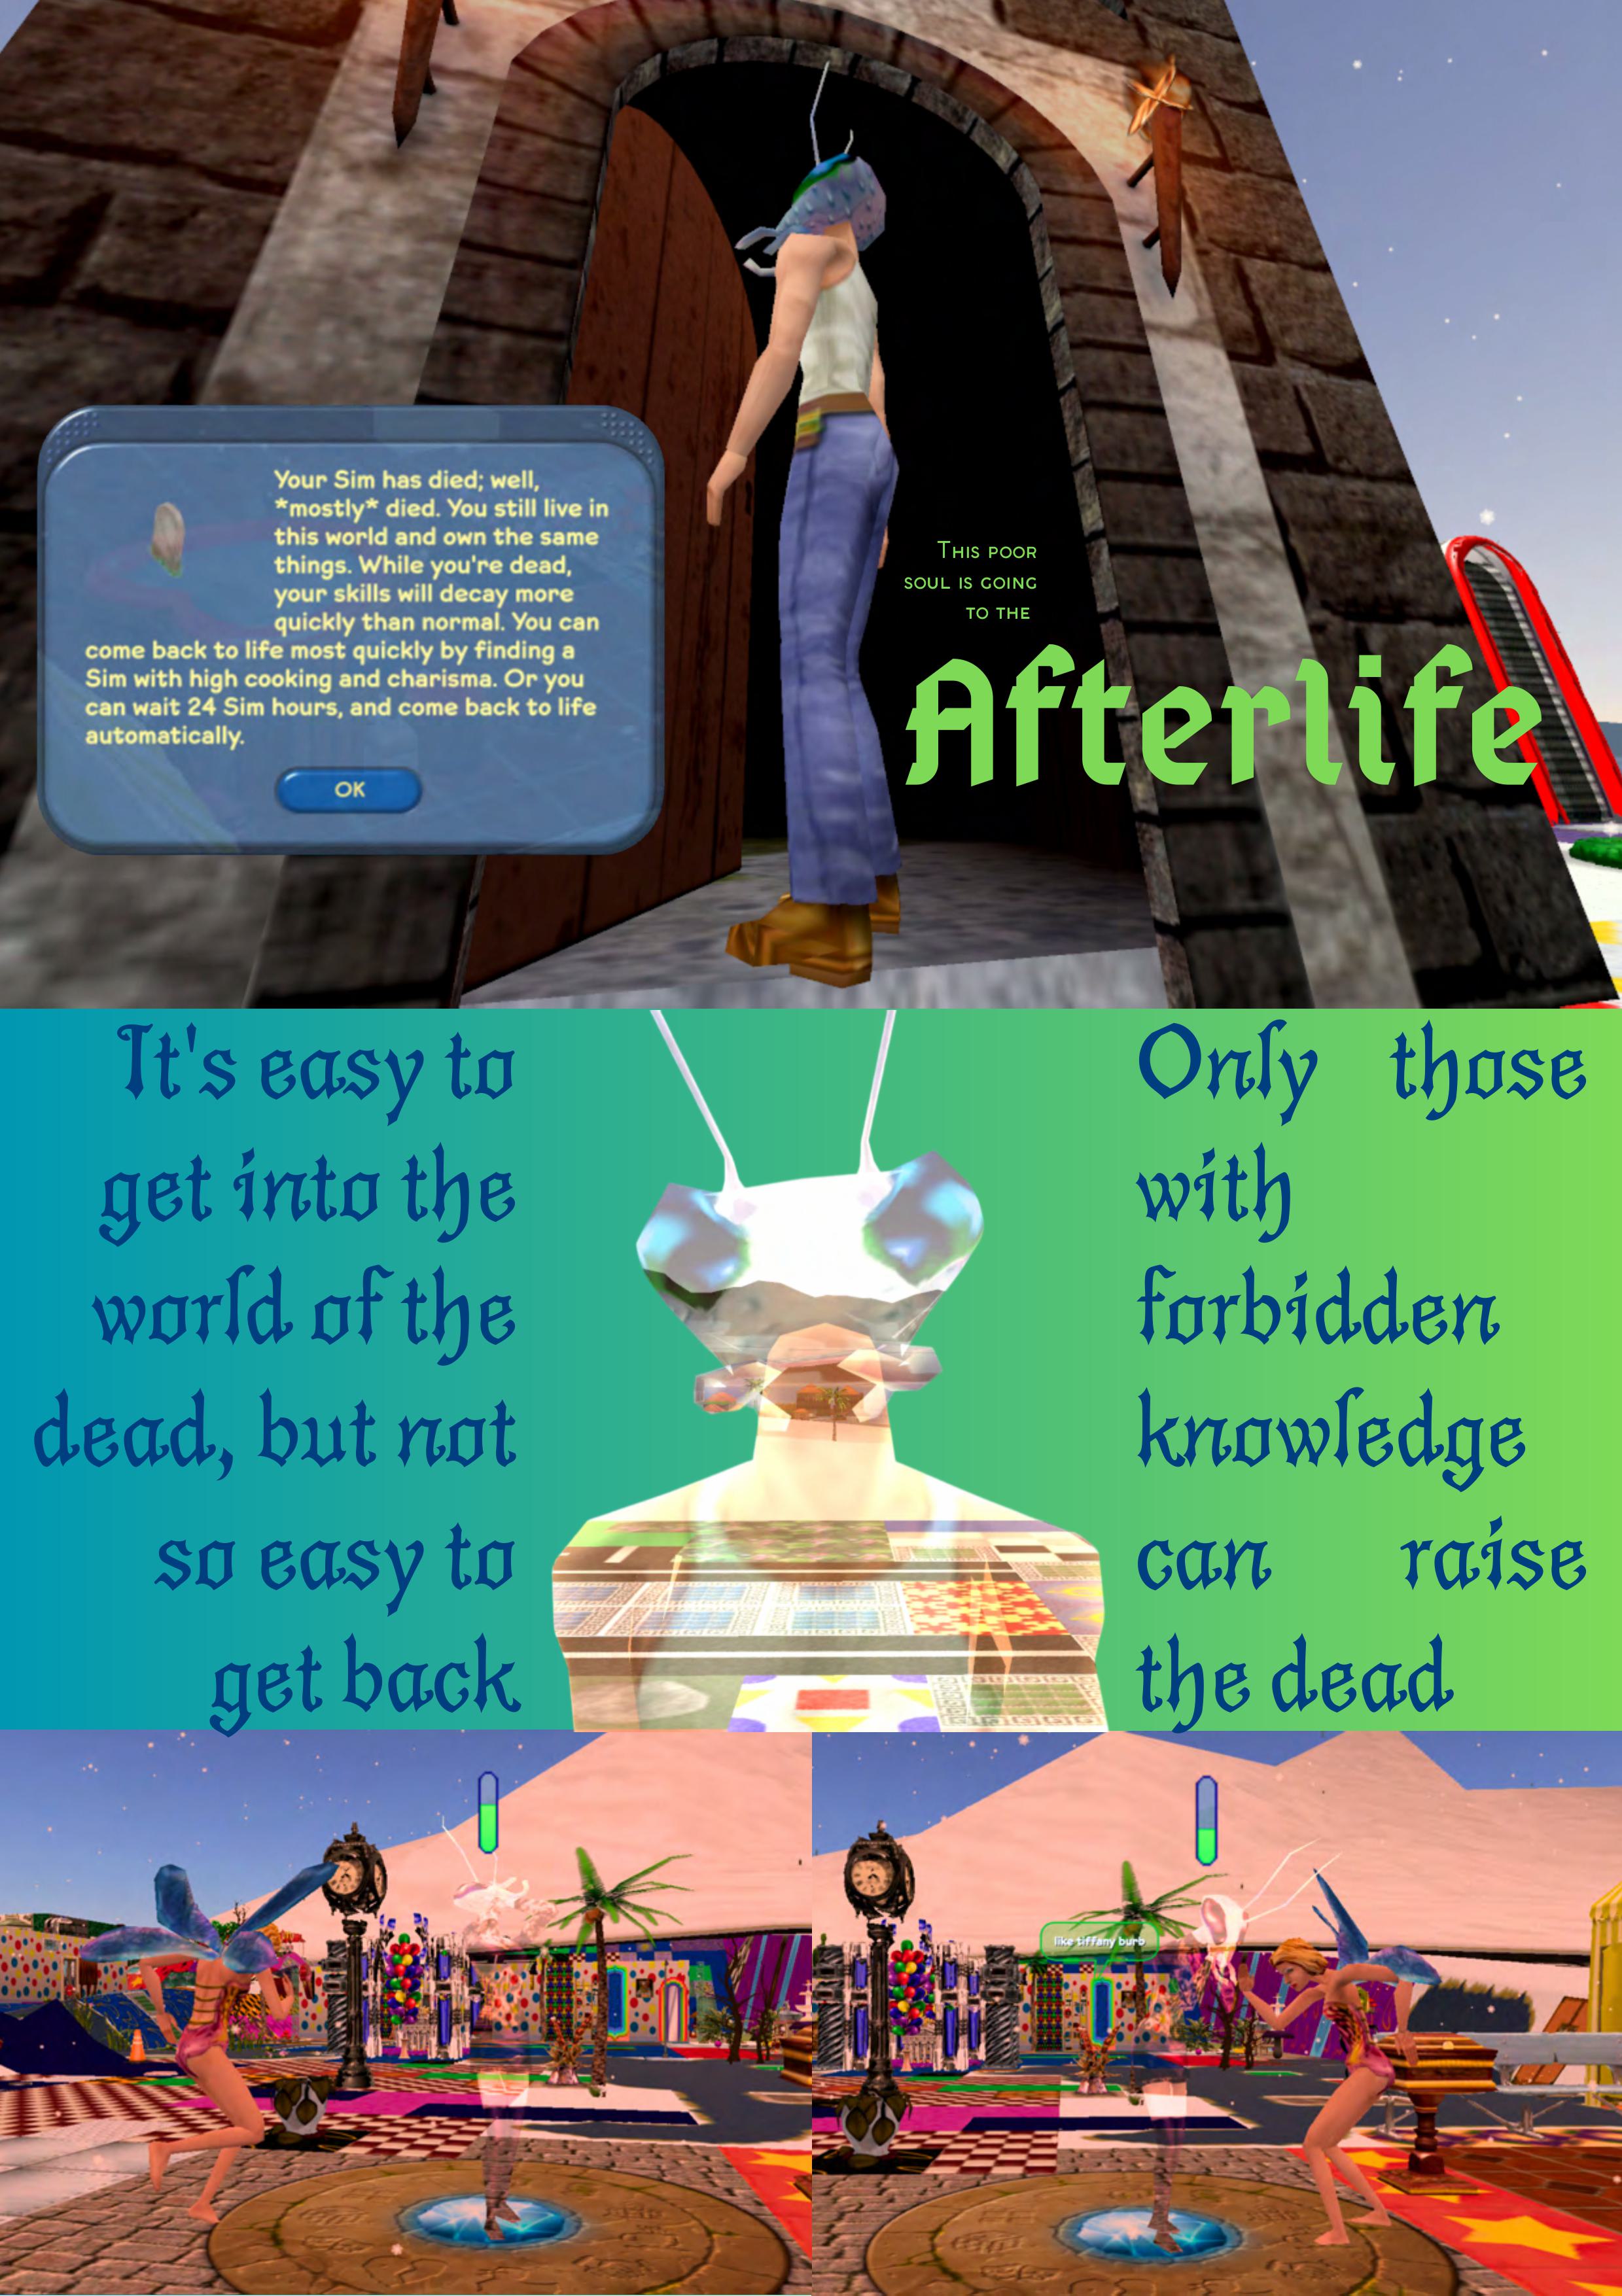 Your Sim has died; well,
*mostly* died. You still live in
this world and own the same
things. While you're dead,
your skills will decay more
quickly than normal. You can
come back to life most quickly by finding a
Sim with high cooking and charisma. Or you
can wait 24 Sim hours, and come back to life
automatically.
OK
This poor
soul is going
to the
Afterlife
It's easy to
get into the
world of the
dead, but not
so easy to
get back
Only those
with
forbidden
knowledge
can raise
the dead
like tiffany burb